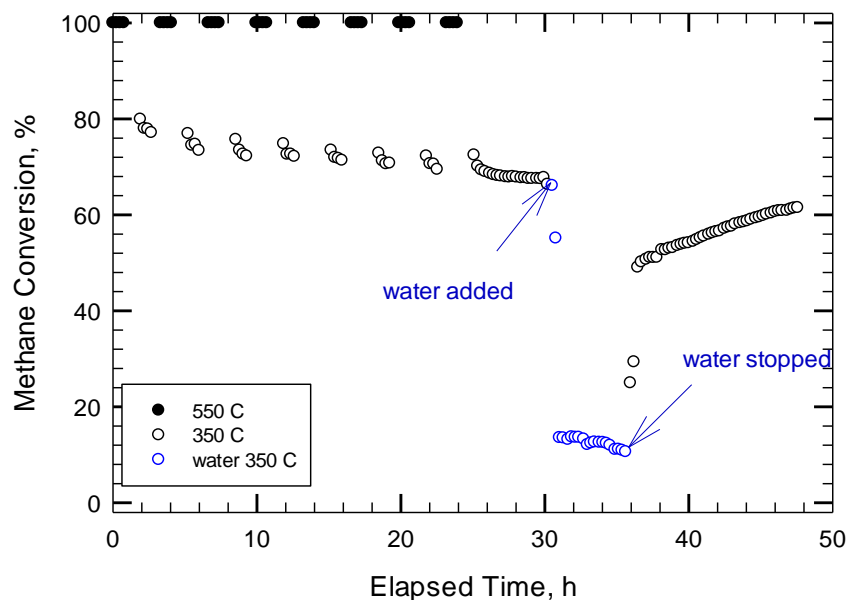 100
80
60
40
20
0
Methane Conversion, %
water added
water stopped
550 C
350 C
water 350 C
0 10 20 30 40 50
Elapsed Time, h